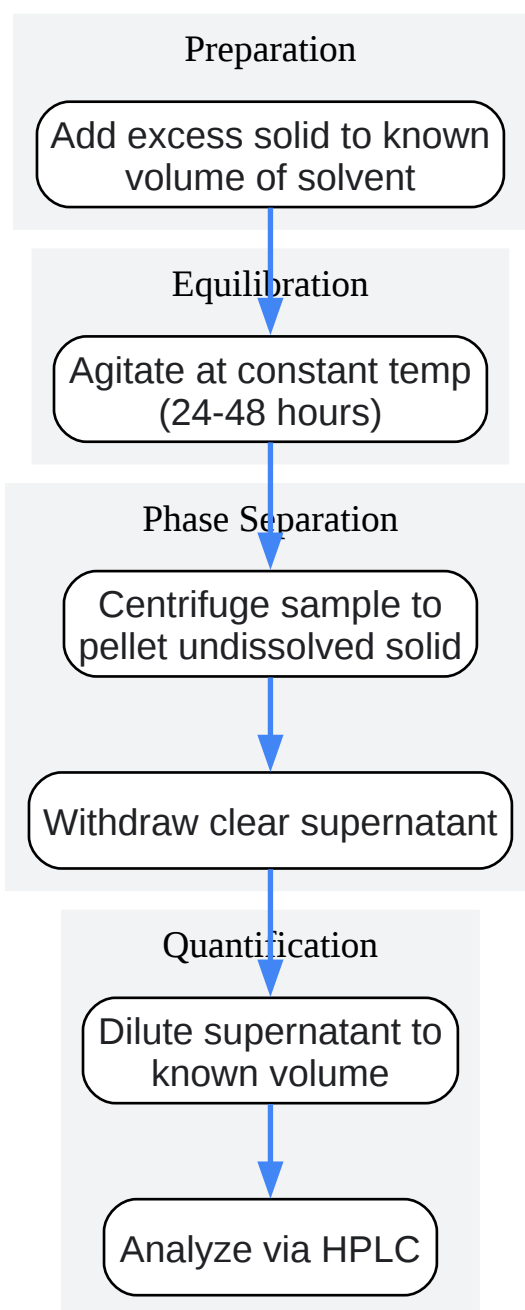 Preparation
Add excess solid to known
volume of solvent
Equilibration
Agitate at constant temp
(24-48 hours)
Phase Separation
Centrifuge sample to
pellet undissolved solid
Withdraw clear supernatant
Quantification
Dilute supernatant to
known volume
Analyze via HPLC